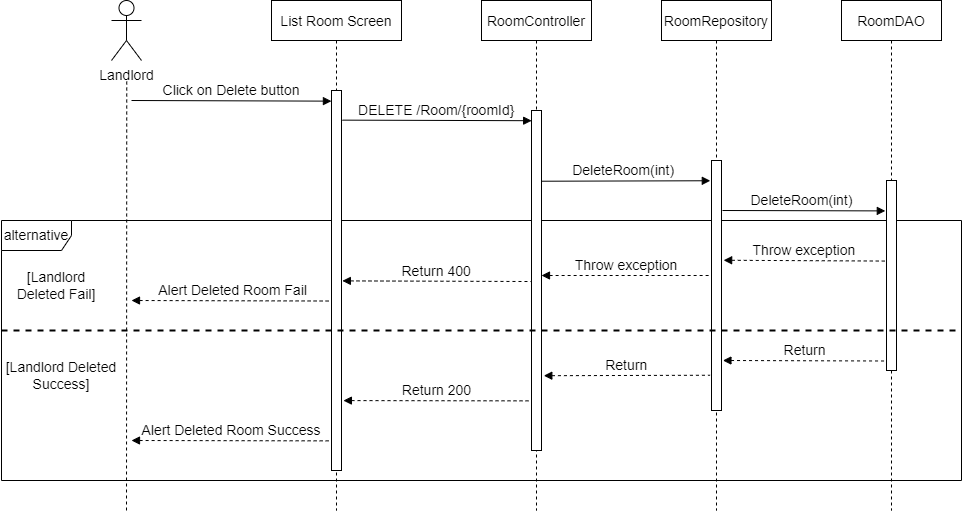 List Room Screen
RoomController
RoomRepository
RoomDAO
Landlord
Click on Delete button
DELETE /Room/{roomId}
DeleteRoom(int)
DeleteRoom(int)
alternative
Throw exception
Throw exception
Return 400
[Landlord
Deleted Fail]
Alert Deleted Room Fail
Return
Return
[Landlord Deleted
Success]
Return 200
Alert Deleted Room Success